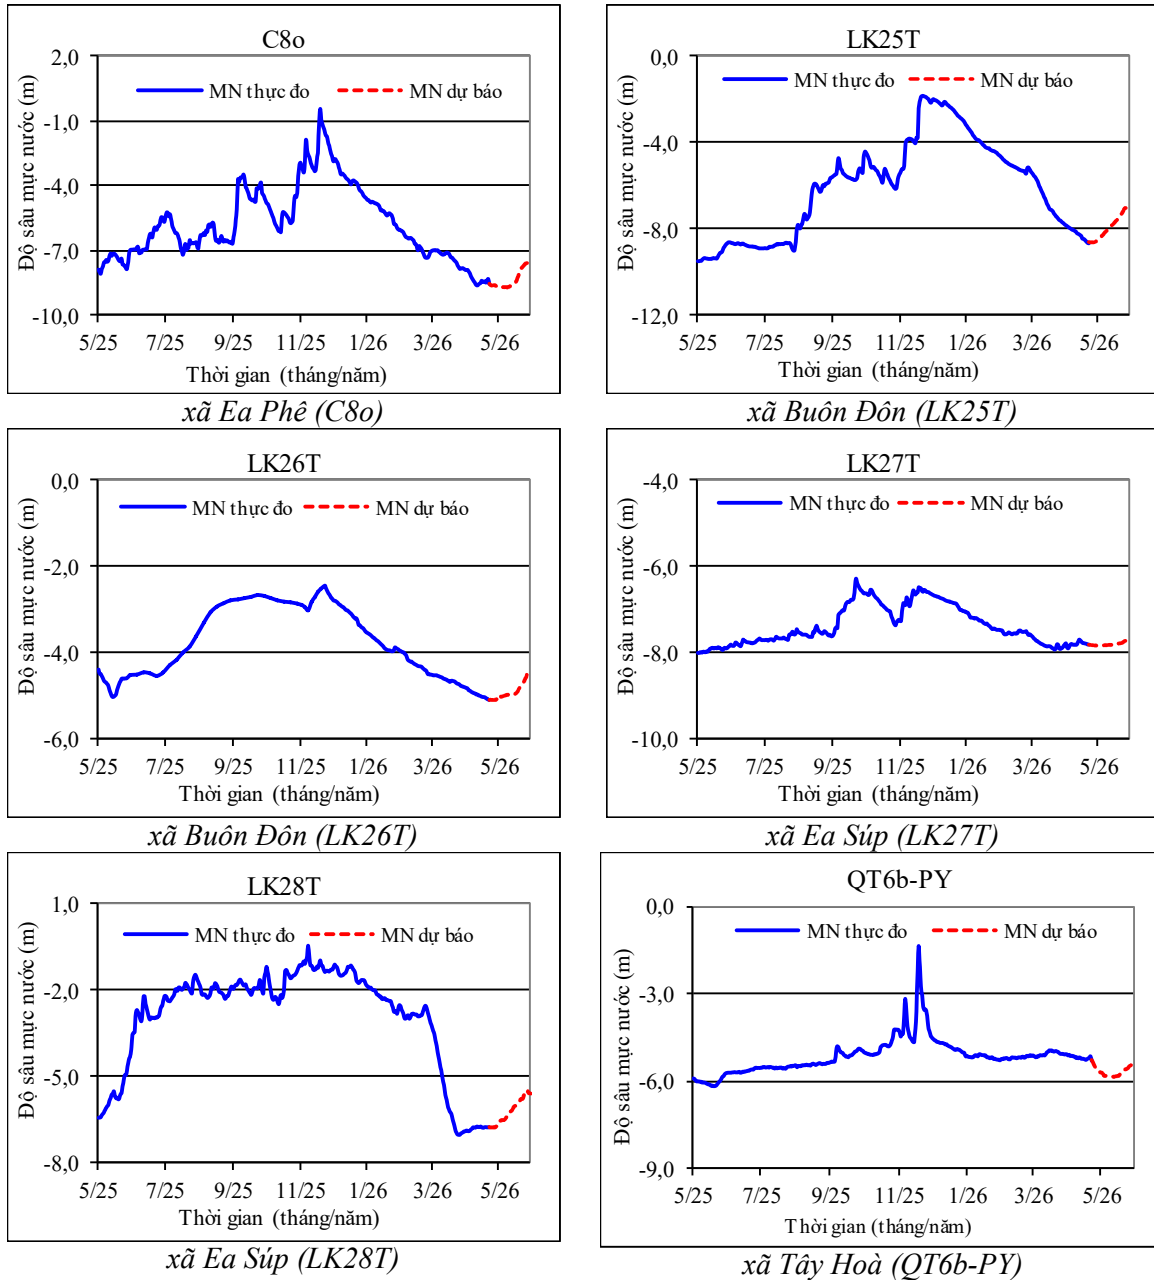 C8o
2,0
-1,0
-4,0
-7,0
-10,0
MN thực đo
MN dự báo
5/25 7/25 9/25 11/25 1/26 3/26 5/26
Thời gian (tháng/năm)
Độ sâu mực nước (m)
xã Ea Phê (C8o)
LK25T
0,0
-4,0
-8,0
-12,0
MN thực đo
MN dự báo
5/25 7/25 9/25 11/25 1/26 3/26 5/26
Thời gian (tháng/năm)
Độ sâu mực nước (m)
xã Buôn Đôn (LK25T)
LK26T
0,0
-2,0
-4,0
-6,0
MN thực đo
MN dự báo
5/25 7/25 9/25 11/25 1/26 3/26 5/26
Thời gian (tháng/năm)
Độ sâu mực nước (m)
xã Buôn Đôn (LK26T)
LK27T
-4,0
-6,0
-8,0
-10,0
MN thực đo
MN dự báo
5/25 7/25 9/25 11/25 1/26 3/26 5/26
Thời gian (tháng/năm)
Độ sâu mực nước (m)
xã Ea Súp (LK27T)
LK28T
1,0
-2,0
-5,0
-8,0
MN thực đo
MN dự báo
5/25 7/25 9/25 11/25 1/26 3/26 5/26
Thời gian (tháng/năm)
Độ sâu mực nước (m)
xã Ea Súp (LK28T)
QT6b-PY
0,0
-3,0
-6,0
-9,0
MN thực đo
MN dự báo
5/25 7/25 9/25 11/25 1/26 3/26 5/26
Thời gian (tháng/năm)
Độ sâu mực nước (m)
xã Tây Hoà (QT6b-PY)